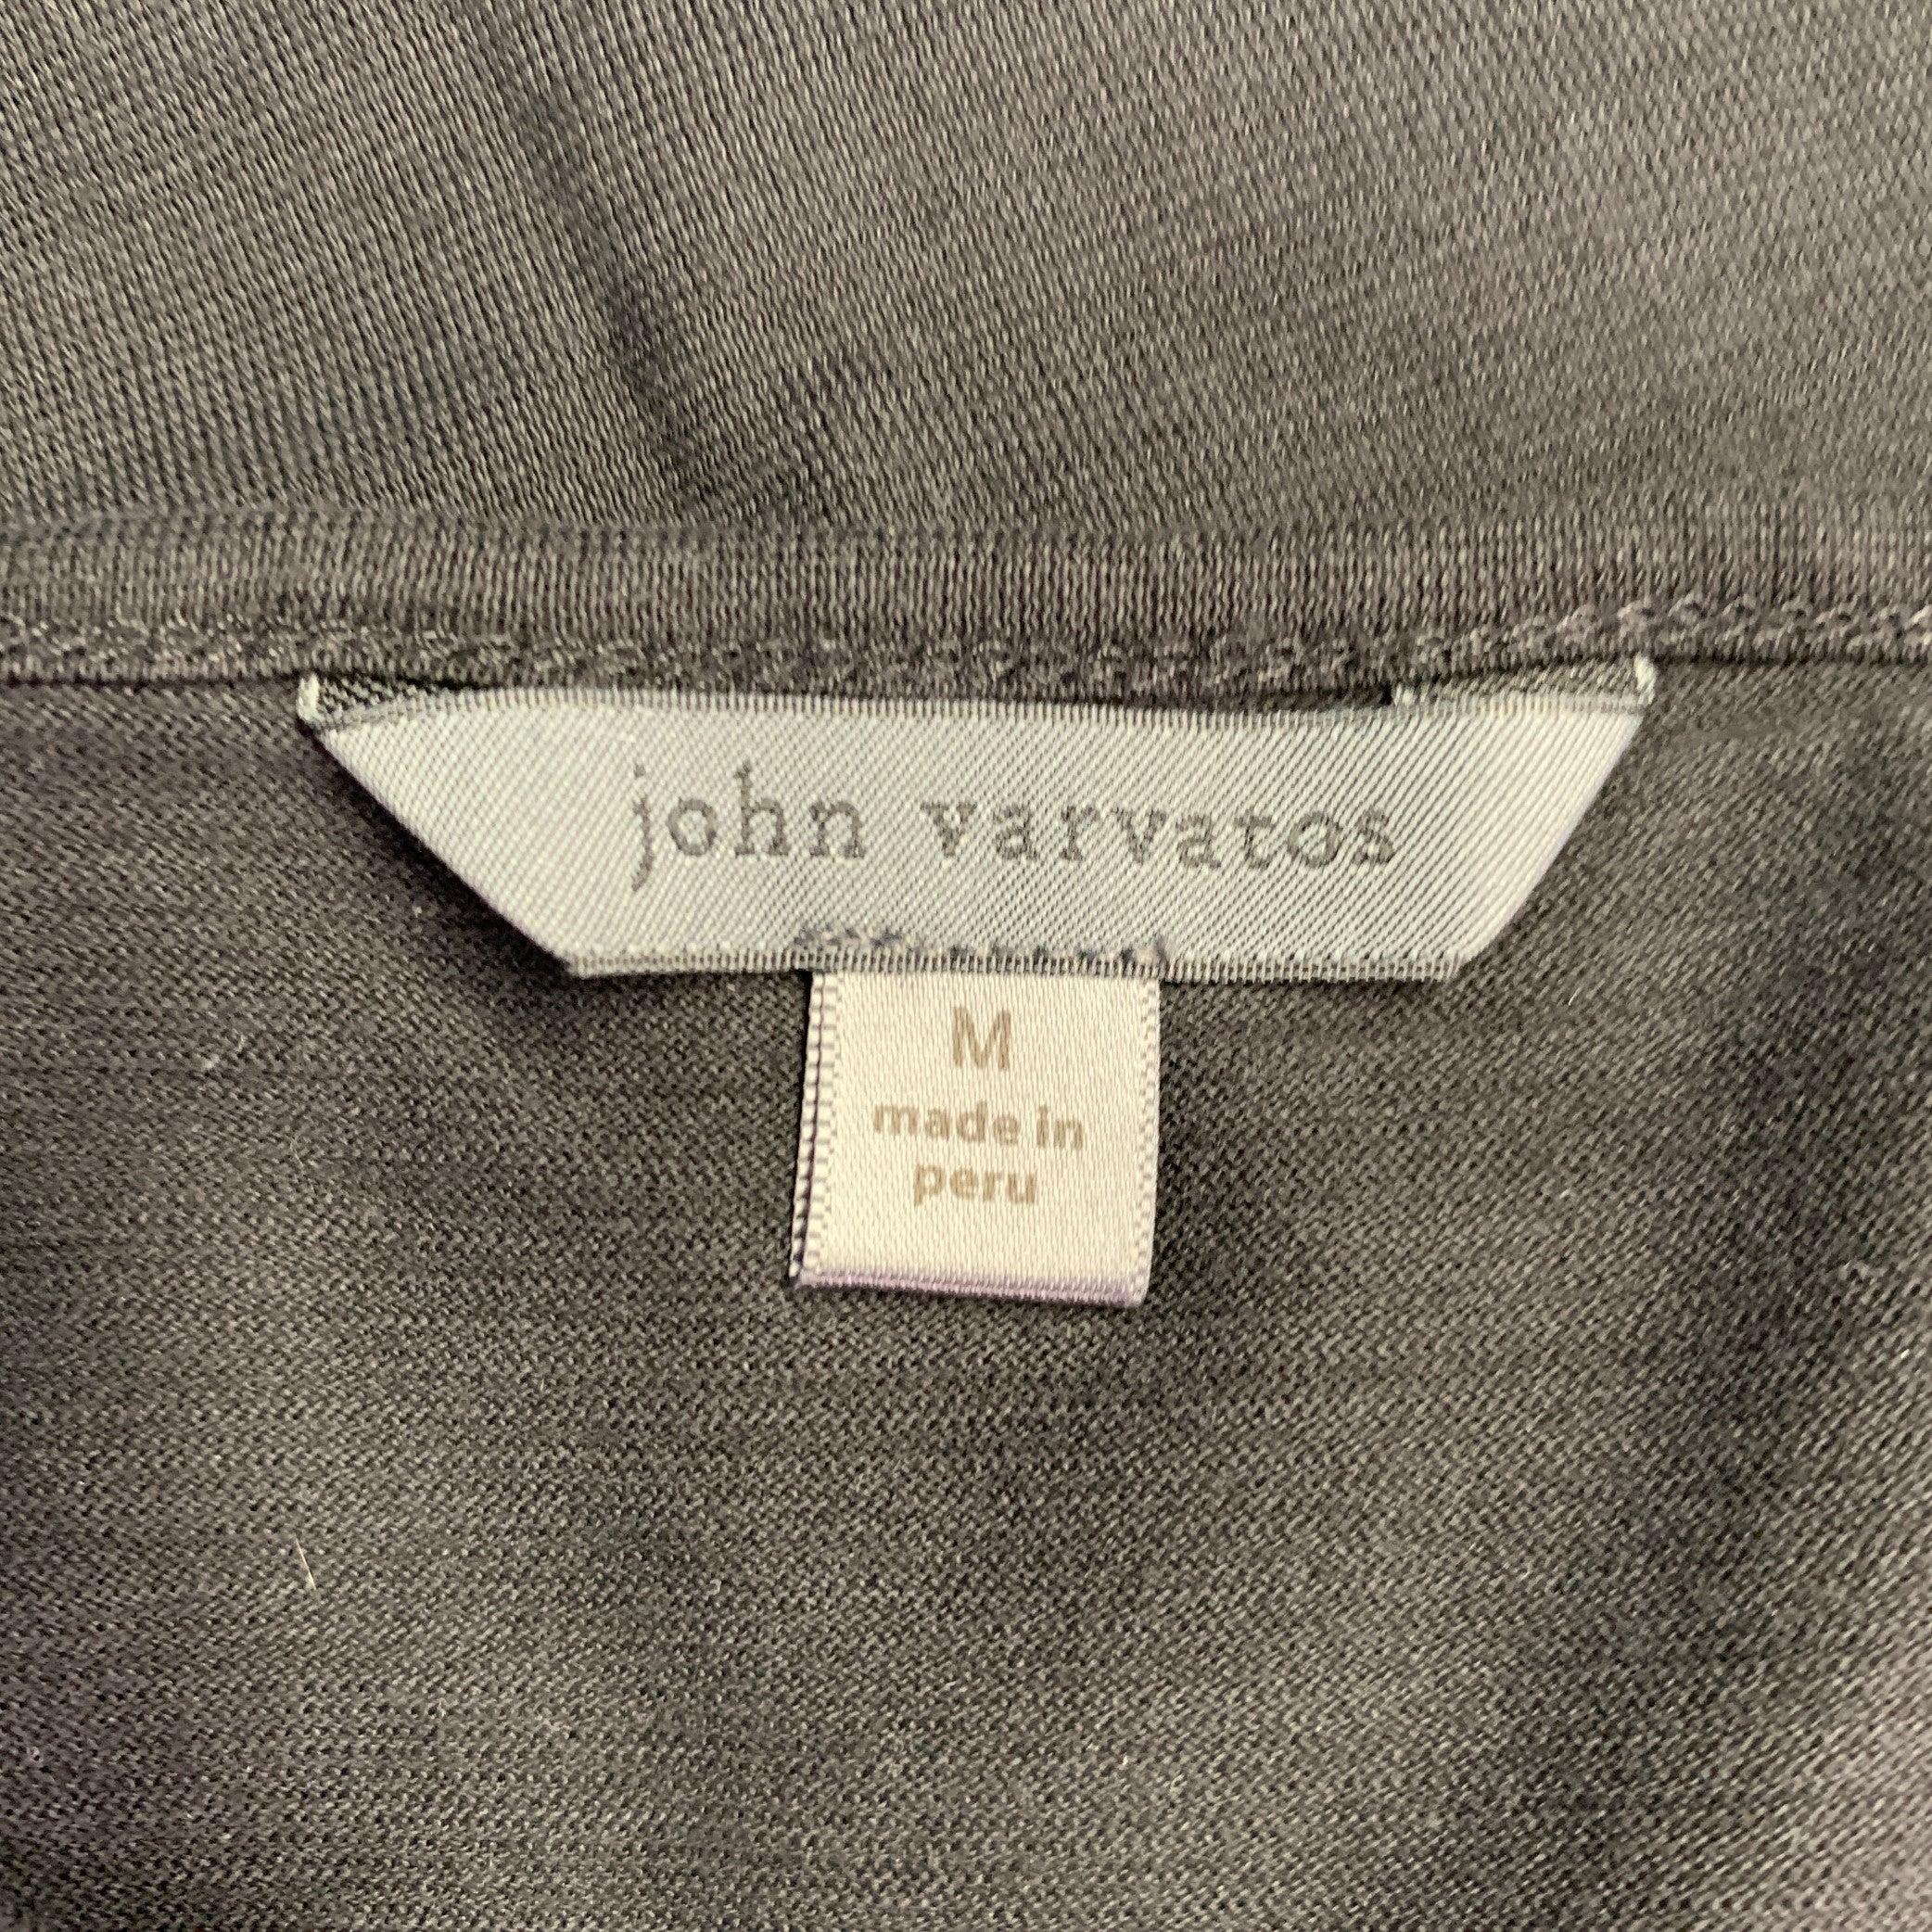 john varvatos
M
made in
peru